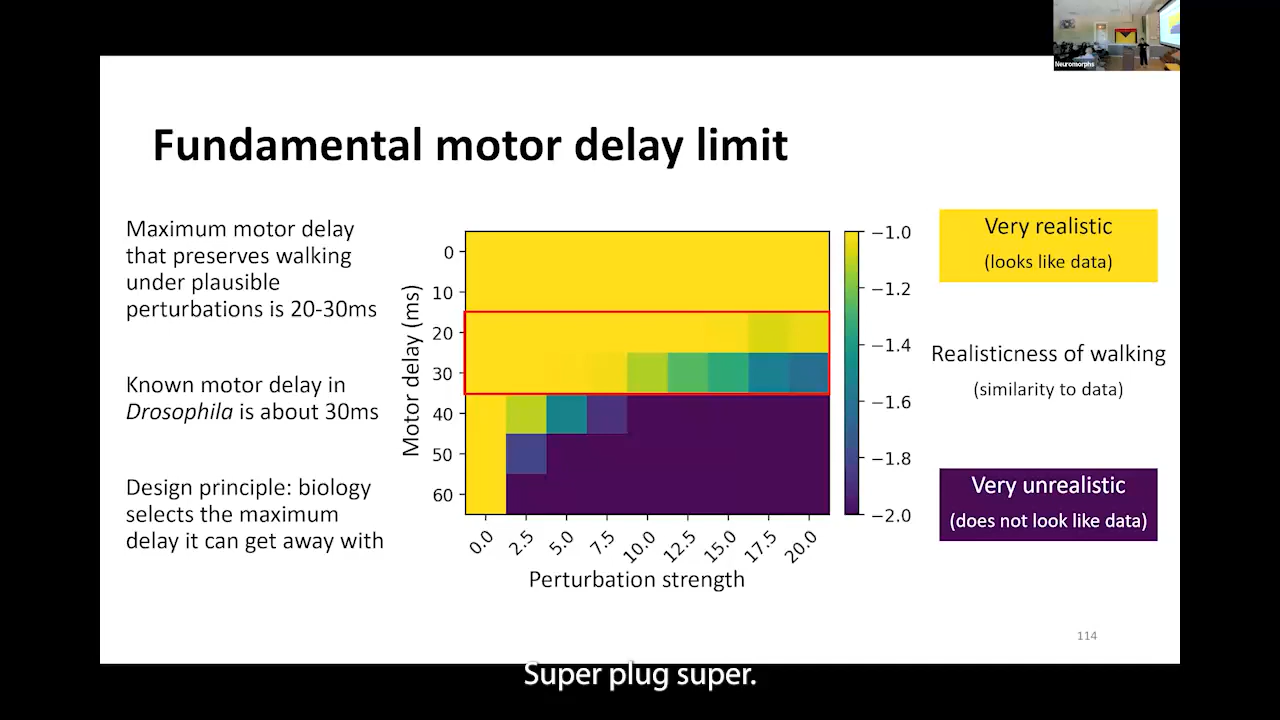 Neuromorphs
Fundamental motor delay limit
Maximum motor delay
that preserves walking
under plausible
perturbations is 20-30ms
Known motor delay in
Drosophila is about 30ms
Design principle: biology
selects the maximum
delay it can get away with
Motor delay (ms)
0
10
20
30
40
50
60
0.0
2.5
5.0
7.5
10.0
12.5
15.0
17.5
20.0
Perturbation strength
−1.0
−1.2
−1.4
−1.6
−1.8
−2.0
Very realistic
(looks like data)
Realisticness of walking
(similarity to data)
Very unrealistic
(does not look like data)
114
Super plug super.